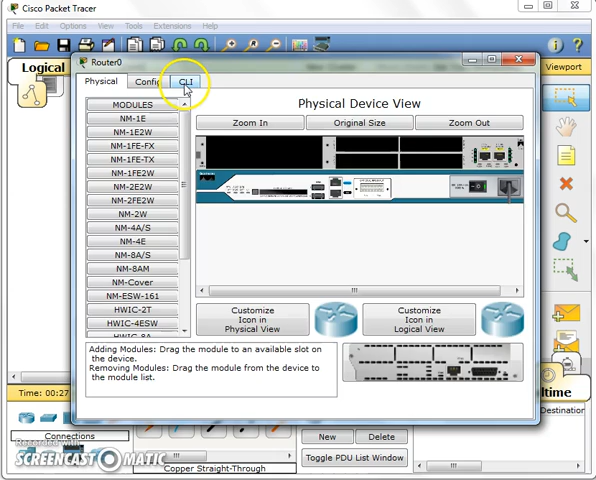 Cisco Packet Tracer
File Edit Options View Tools Extensions Help
Logical
Viewport
Router0
Physical Config CLI
MODULES
NM-1E
NM-1E2W
NM-1FE-FX
NM-1FE-TX
NM-1FE2W
NM-2E2W
NM-2FE2W
NM-2W
NM-4A/S
NM-4E
NM-8A/S
NM-8AM
NM-Cover
NM-ESW-161
HWIC-2T
HWIC-4ESW
HWIC-8A
Physical Device View
Zoom In Original Size Zoom Out
Customize
Icon in
Physical View
Customize
Icon in
Logical View
Adding Modules: Drag the module to an available slot on
the device.
Removing Modules: Drag the module from the device to
the module list.
Time: 00:27
ltime
Connections
New Delete
Destination
Toggle PDU List Window
Copper Straight-Through
Recorded with
SCREENCAST MATIC